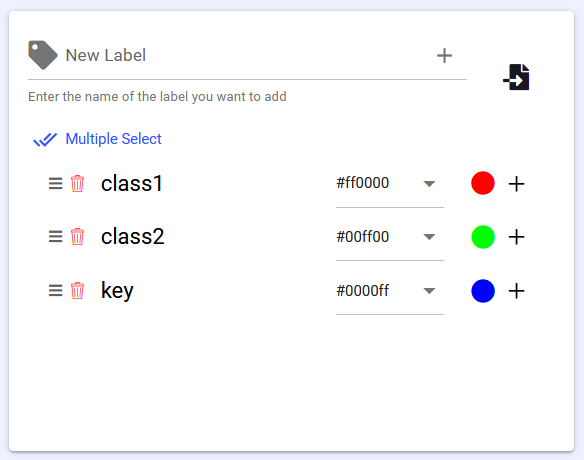 New Label
Enter the name of the label you want to add
Multiple Select
class1 #ff0000
class2 #00ff00
key #0000ff